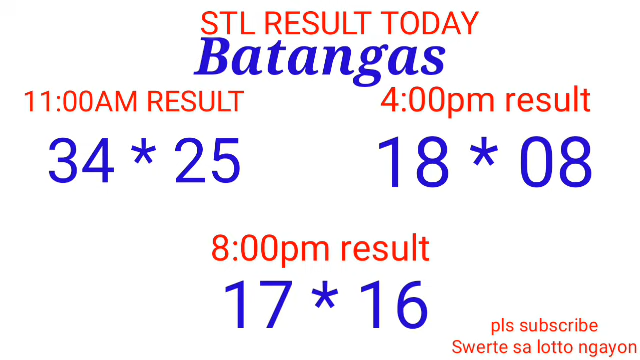 STL RESULT TODAY
Batangas
11:00AM RESULT
34 * 25
4:00pm result
18 * 08
8:00pm result
17 * 16
pls subscribe
Swerte sa lotto ngayon